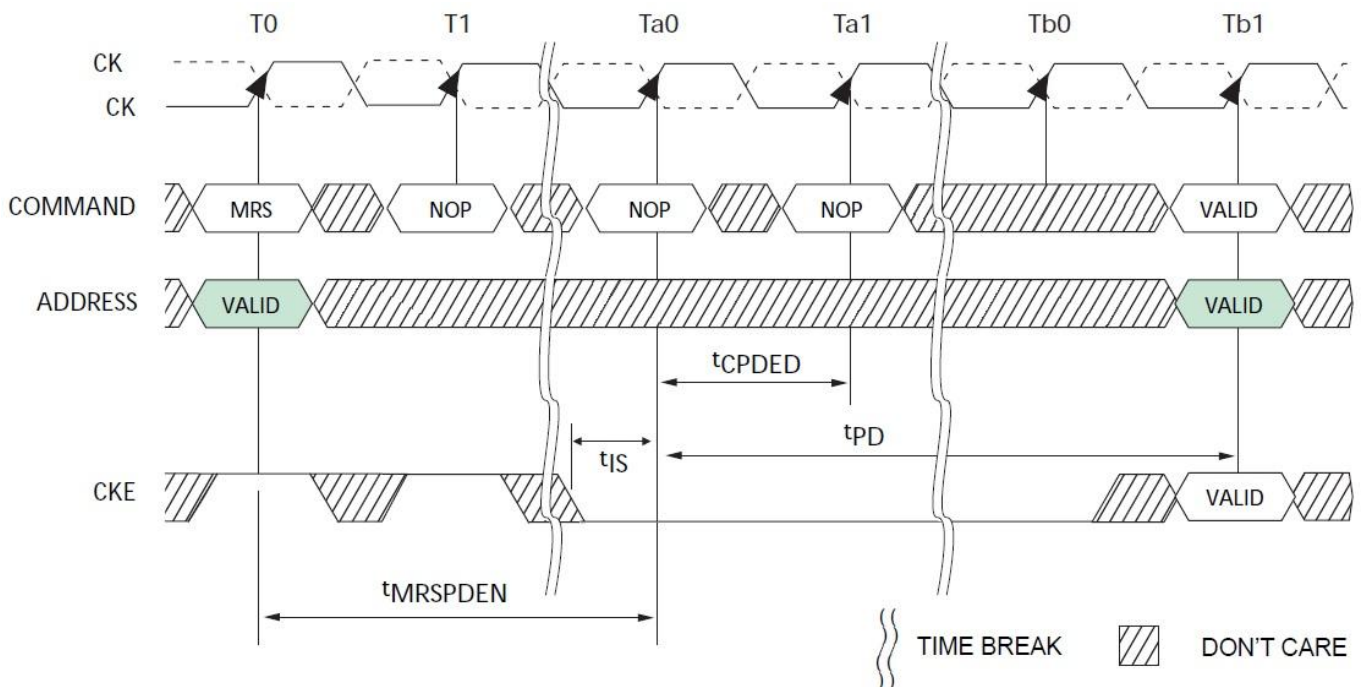 T0 T1 Ta0 Ta1 Tb0 Tb1
CK
CK
COMMAND MRS NOP NOP NOP VALID
ADDRESS VALID VALID
tCPDED
tPD
tIS
CKE VALID
tMRSPDEN
TIME BREAK DON'T CARE